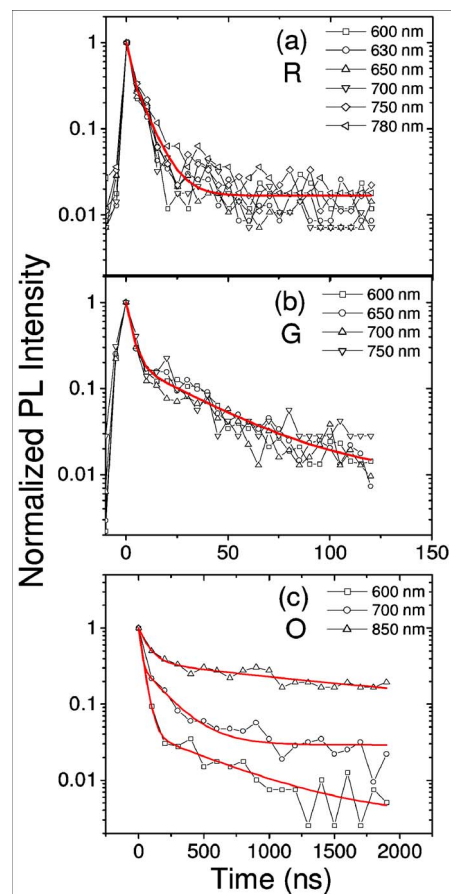 Normalized PL Intensity
(a)
R
600 nm
630 nm
650 nm
700 nm
750 nm
780 nm
1
0.1
0.01
(b)
G
600 nm
650 nm
700 nm
750 nm
1
0.1
0.01
0 50 100 150
(c)
O
600 nm
700 nm
850 nm
1
0.1
0.01
0 500 1000 1500 2000
Time (ns)